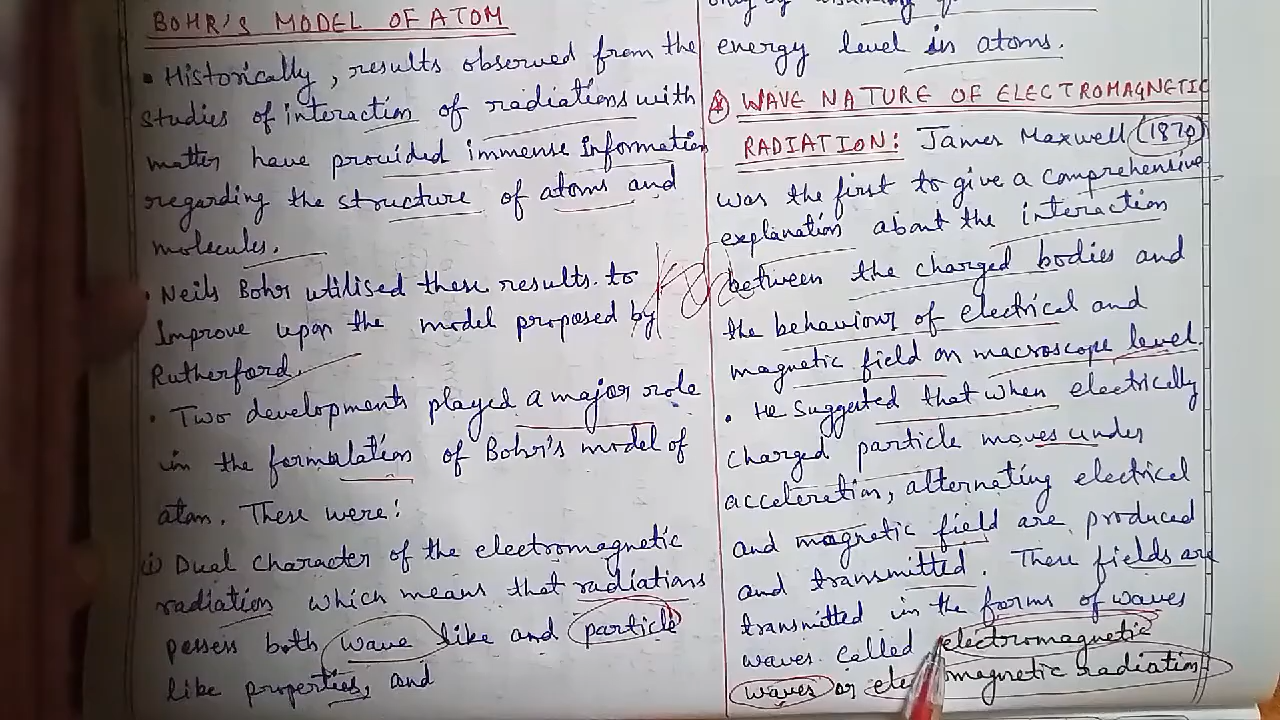 BOHR'S MODEL OF ATOM
• Historically, results observed from the
studies of interaction of radiations with
matter have provided immense information
regarding the structure of atoms and
molecules.
• Neils Bohr utilised these results. to
Improve upon the model proposed by
Rutherford.
• Two developments played a major role
in the formulation of Bohr's model of
atom. These were:
(i) Dual character of the electromagnetic
radiation which means that radiations
possess both wave like and particle
like properties, and
energy level in atoms.
WAVE NATURE OF ELECTROMAGNETIC
RADIATION: James Maxwell (1870)
was the first to give a comprehensive
explanation about the interaction
between the charged bodies and
the behaviour of electrical and
magnetic field on macroscope level.
• He suggested that when electrically
charged particle moves under
acceleration, alternating electrical
and magnetic field are produced
and transmitted. These fields are
transmitted in the forms of waves
waves called electromagnetic
waves or electromagnetic radiation